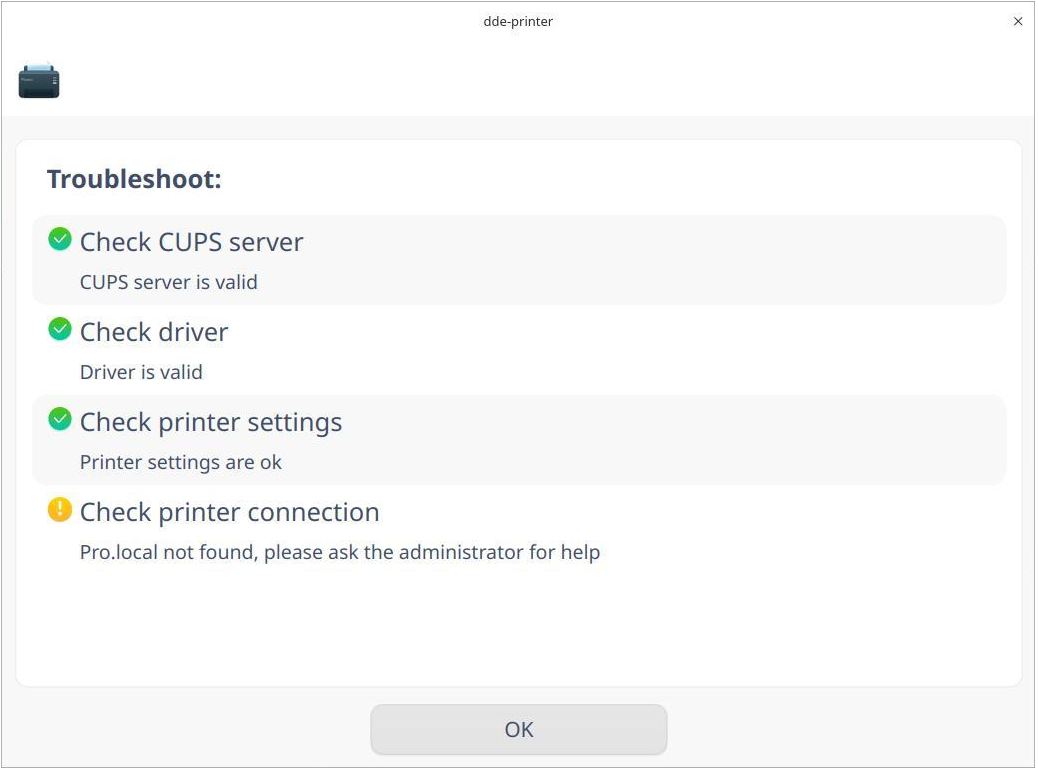 dde-printer
Troubleshoot:
Check CUPS server
CUPS server is valid
Check driver
Driver is valid
Check printer settings
Printer settings are ok
Check printer connection
Pro.local not found, please ask the administrator for help
OK